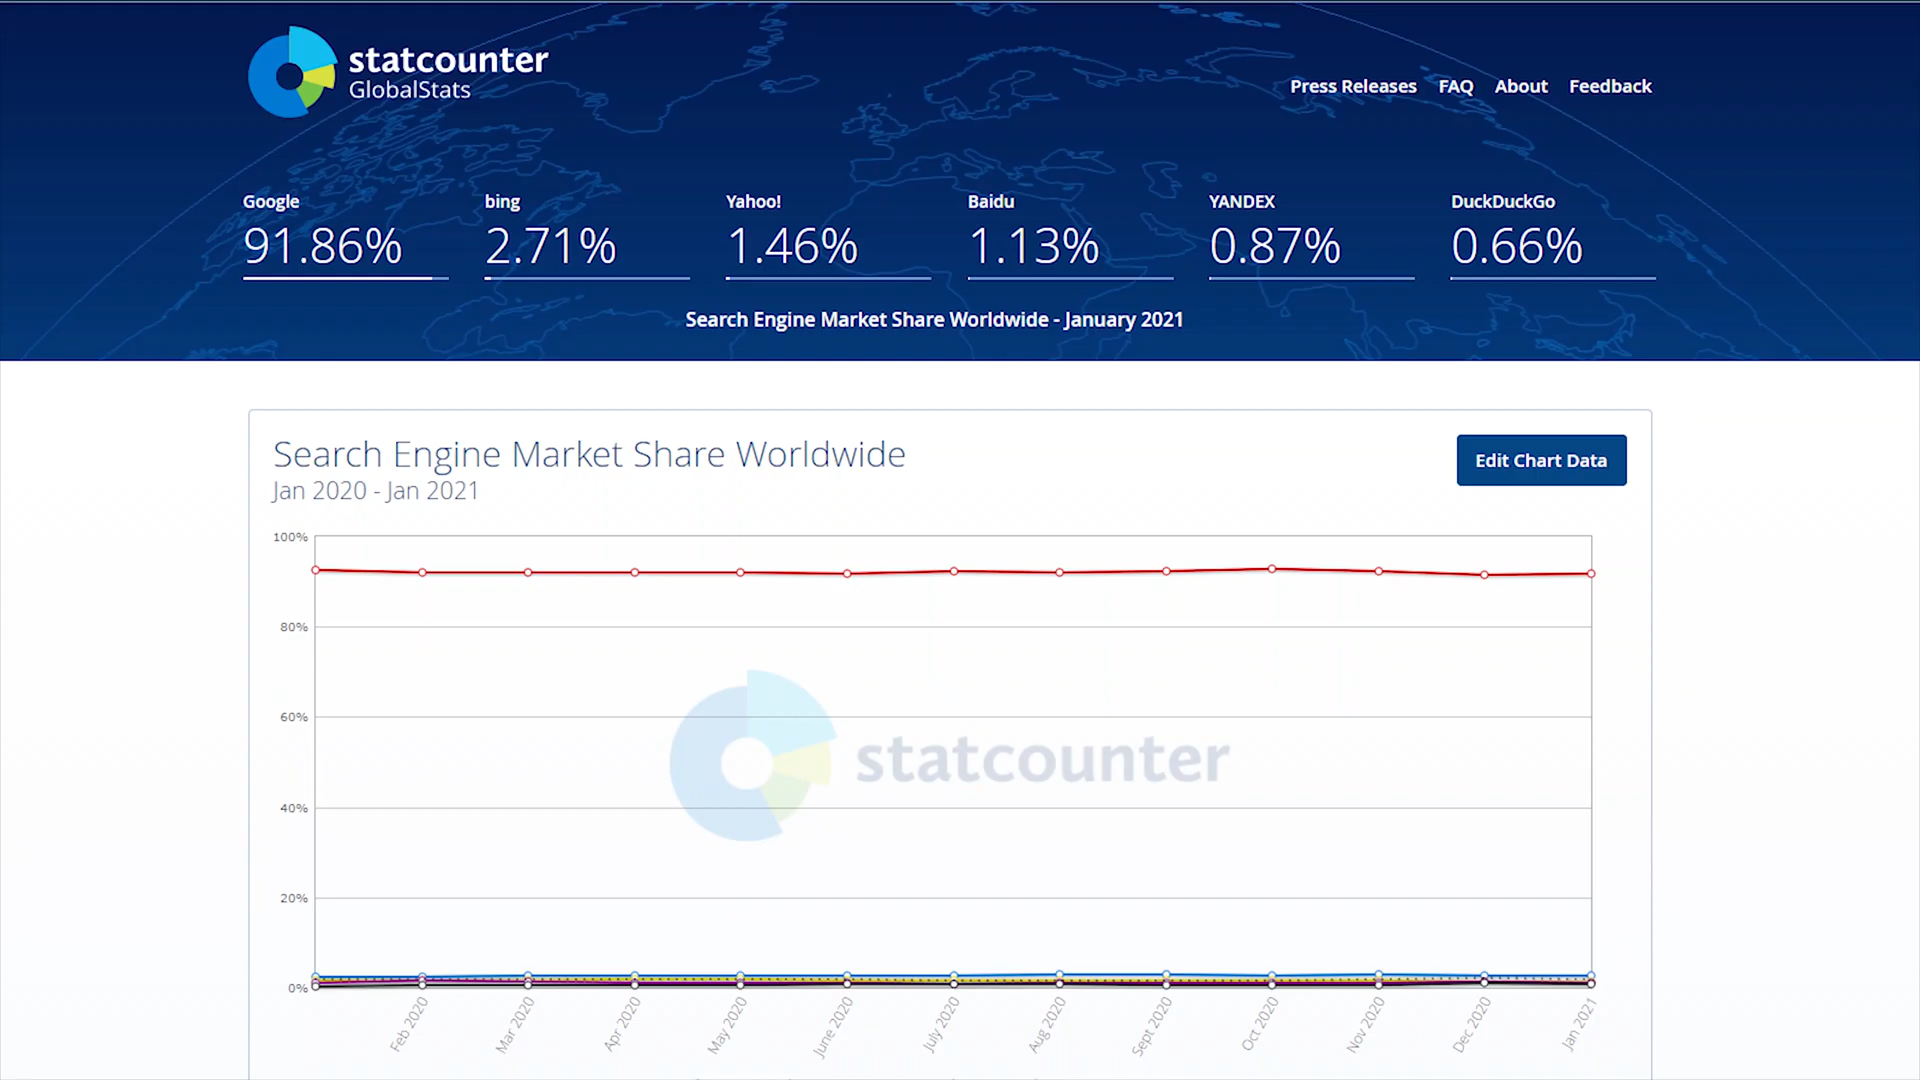 statcounter
GlobalStats
Press Releases FAQ About Feedback
Google bing Yahoo! Baidu YANDEX DuckDuckGo
91.86% 2.71% 1.46% 1.13% 0.87% 0.66%
Search Engine Market Share Worldwide - January 2021
Search Engine Market Share Worldwide
Jan 2020 - Jan 2021
Edit Chart Data
100%
80%
60%
statcounter
40%
20%
0%
Feb 2020 Mar 2020 Apr 2020 May 2020 June 2020 July 2020 Aug 2020 Sept 2020 Oct 2020 Nov 2020 Dec 2020 Jan 2021